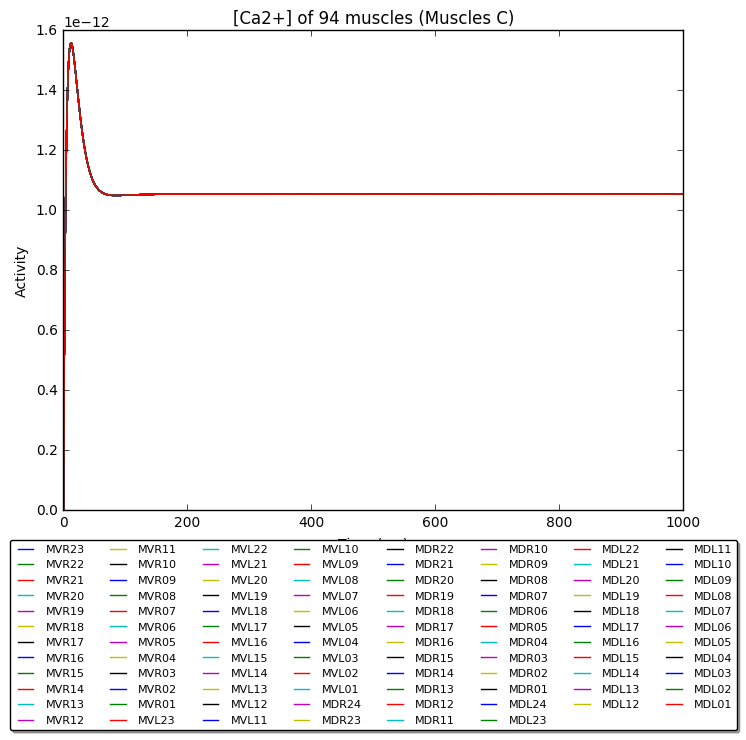 [Ca2+] of 94 muscles (Muscles C)
1e−12
1.6
1.4
1.2
1.0
0.8
0.6
0.4
0.2
0.0
Activity
0 200 400 600 800 1000
MVR23 MVR11 MVL22 MVL10 MDR22 MDR10 MDL22 MDL11
MVR22 MVR10 MVL21 MVL09 MDR21 MDR09 MDL21 MDL10
MVR21 MVR09 MVL20 MVL08 MDR20 MDR08 MDL20 MDL09
MVR20 MVR08 MVL19 MVL07 MDR19 MDR07 MDL19 MDL08
MVR19 MVR07 MVL18 MVL06 MDR18 MDR06 MDL18 MDL07
MVR18 MVR06 MVL17 MVL05 MDR17 MDR05 MDL17 MDL06
MVR17 MVR05 MVL16 MVL04 MDR16 MDR04 MDL16 MDL05
MVR16 MVR04 MVL15 MVL03 MDR15 MDR03 MDL15 MDL04
MVR15 MVR03 MVL14 MVL02 MDR14 MDR02 MDL14 MDL03
MVR14 MVR02 MVL13 MVL01 MDR13 MDR01 MDL13 MDL02
MVR13 MVR01 MVL12 MDR24 MDR12 MDL24 MDL12 MDL01
MVR12 MVL23 MVL11 MDR23 MDR11 MDL23